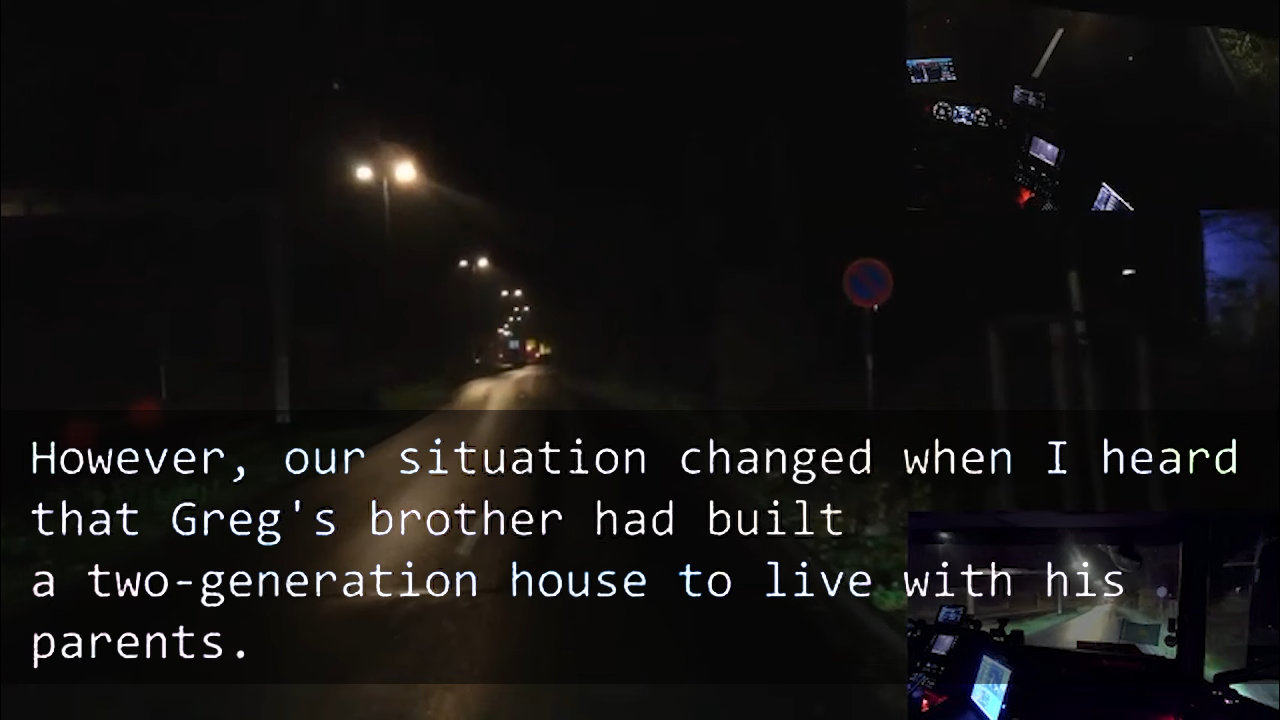 However, our situation changed when I heard
that Greg's brother had built
a two-generation house to live with his
parents.